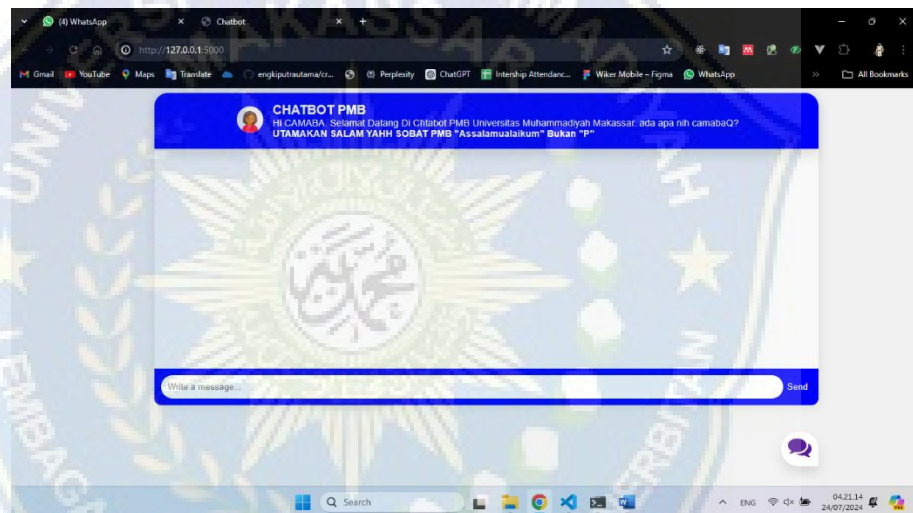 (4) WhatsApp
Chatbot
http://127.0.0.1:5000
Gmail
YouTube
Maps
Translate
engkiputrautama/cr...
Perplexity
ChatGPT
Intership Attendanc...
Wiker Mobile – Figma
WhatsApp
All Bookmarks
CHATBOT PMB
Hi CAMABA. Selamat Datang Di Chtabot PMB Universitas Muhammadiyah Makassar. ada apa nih camabaQ?
UTAMAKAN SALAM YAHH SOBAT PMB "Assalamualaikum" Bukan "P"
Write a message...
Send
Search
ENG
04.21.14
24/07/2024